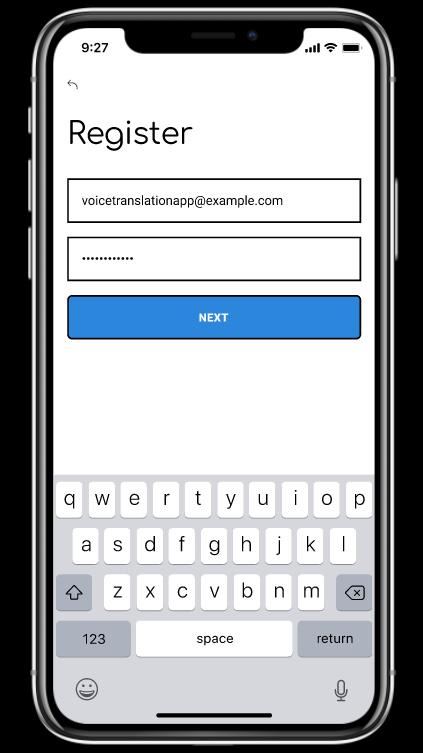 9:27
Register
voicetranslationapp@example.com
••••••••••••
NEXT
q w e r t y u i o p
a s d f g h j k l
z x c v b n m
123 space return